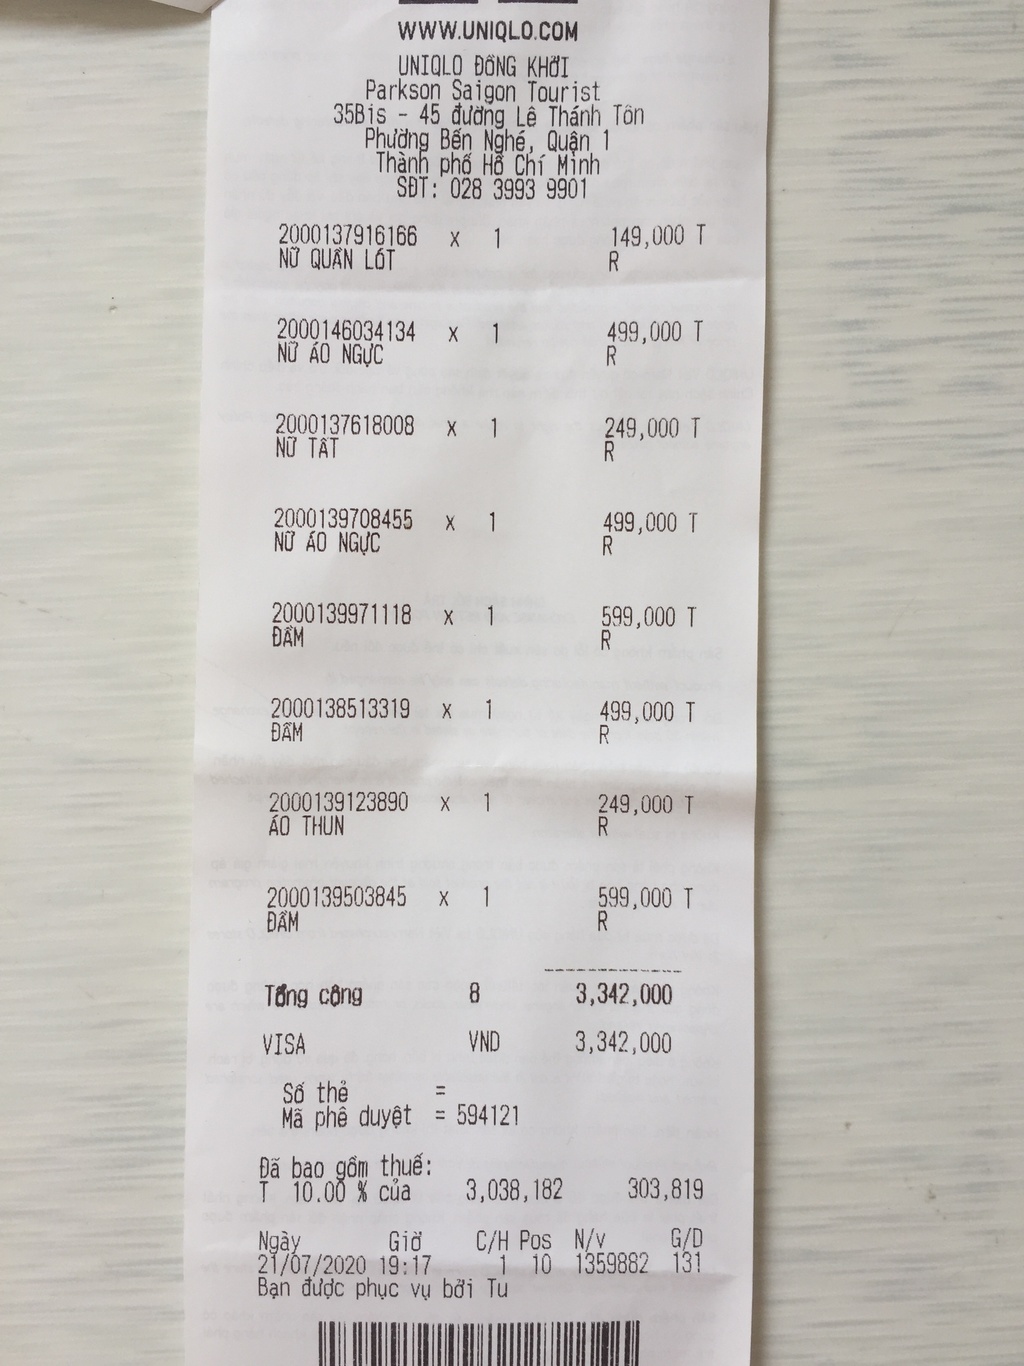 WWW.UNIQLO.COM
UNIQLO ĐỒNG KHỞI
Parkson Saigon Tourist
35Bis - 45 đường Lê Thánh Tôn
Phường Bến Nghé, Quận 1
Thành phố Hồ Chí Minh
SĐT: 028 3993 9901
2000137916166 x 1 149,000 T
NỮ QUẦN LÓT R
2000146034134 x 1 499,000 T
NỮ ÁO NGỰC R
2000137618008 x 1 249,000 T
NỮ TẤT R
2000139708455 x 1 499,000 T
NỮ ÁO NGỰC R
2000139971118 x 1 599,000 T
ĐẦM R
2000138513319 x 1 499,000 T
ĐẦM R
2000139123890 x 1 249,000 T
ÁO THUN R
2000139503845 x 1 599,000 T
ĐẦM R
Tổng cộng 8 3,342,000
VISA VND 3,342,000
Số thẻ =
Mã phê duyệt = 594121
Đã bao gồm thuế:
T 10.00 % của 3,038,182 303,819
Ngày Giờ C/H Pos N/v G/D
21/07/2020 19:17 1 10 1359882 131
Bạn được phục vụ bởi Tu